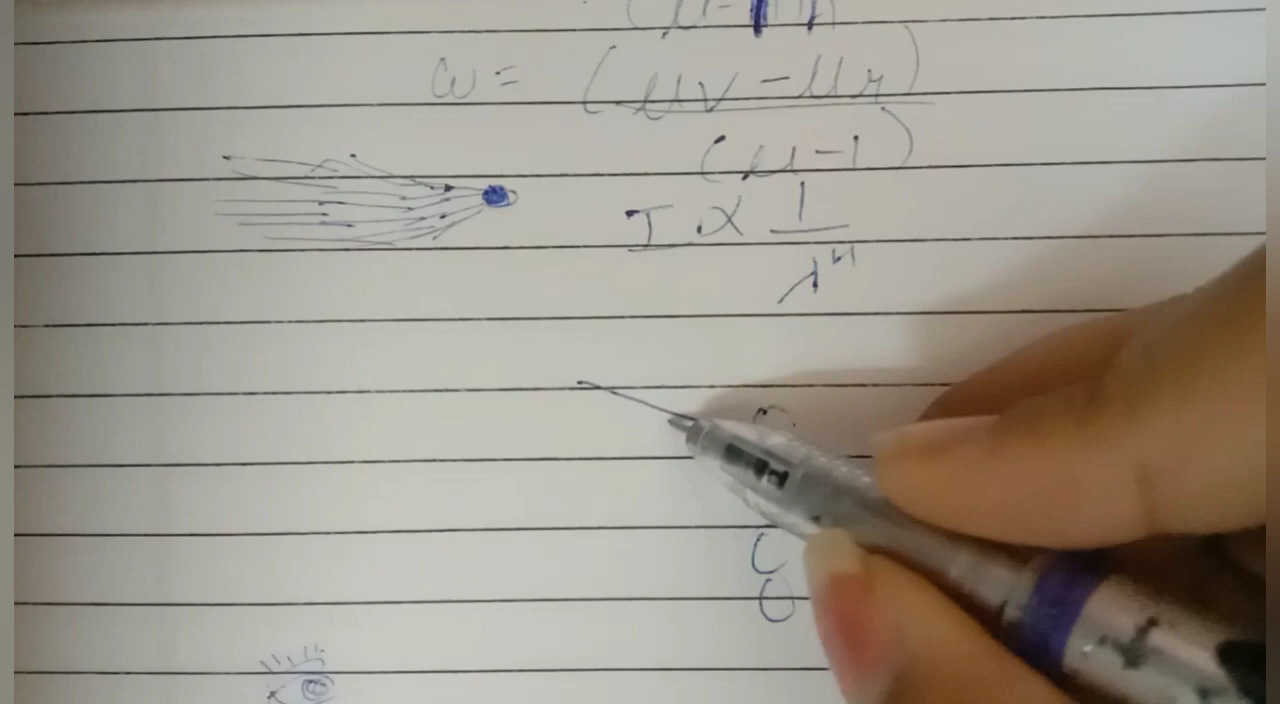 ω = (μv - μr)
(μ - 1)
I ∝ 1
λ⁴